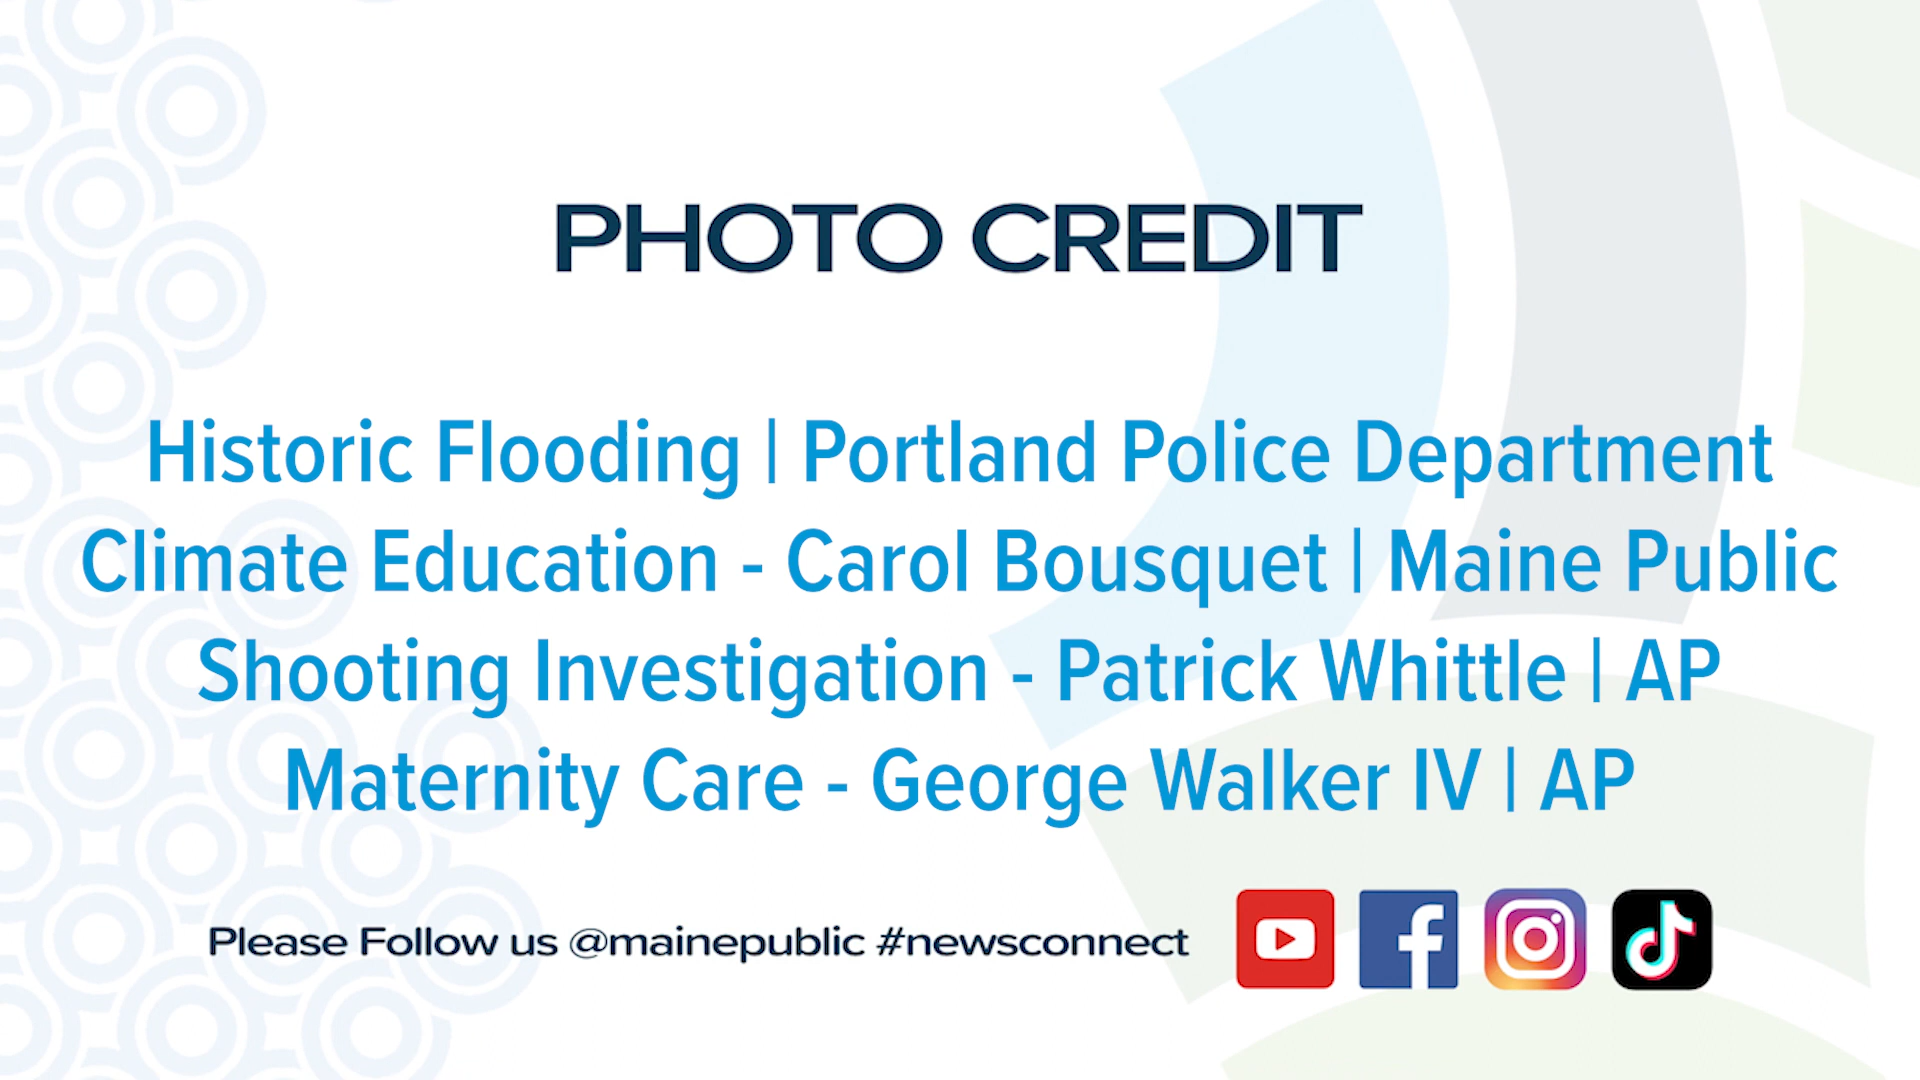 PHOTO CREDIT
Historic Flooding | Portland Police Department
Climate Education - Carol Bousquet | Maine Public
Shooting Investigation - Patrick Whittle | AP
Maternity Care - George Walker IV | AP
Please Follow us @mainepublic #newsconnect